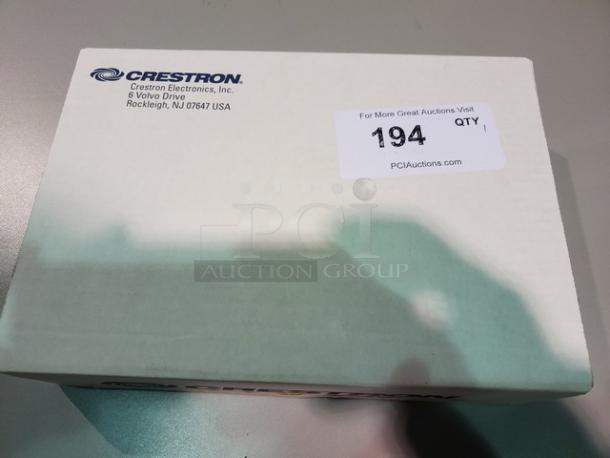 CRESTRON
Crestron Electronics, Inc.
6 Volvo Drive
Rockleigh, NJ 07647 USA
For More Great Auctions Visit
194 QTY 1
PCIAuctions.com
PCI
AUCTION GROUP